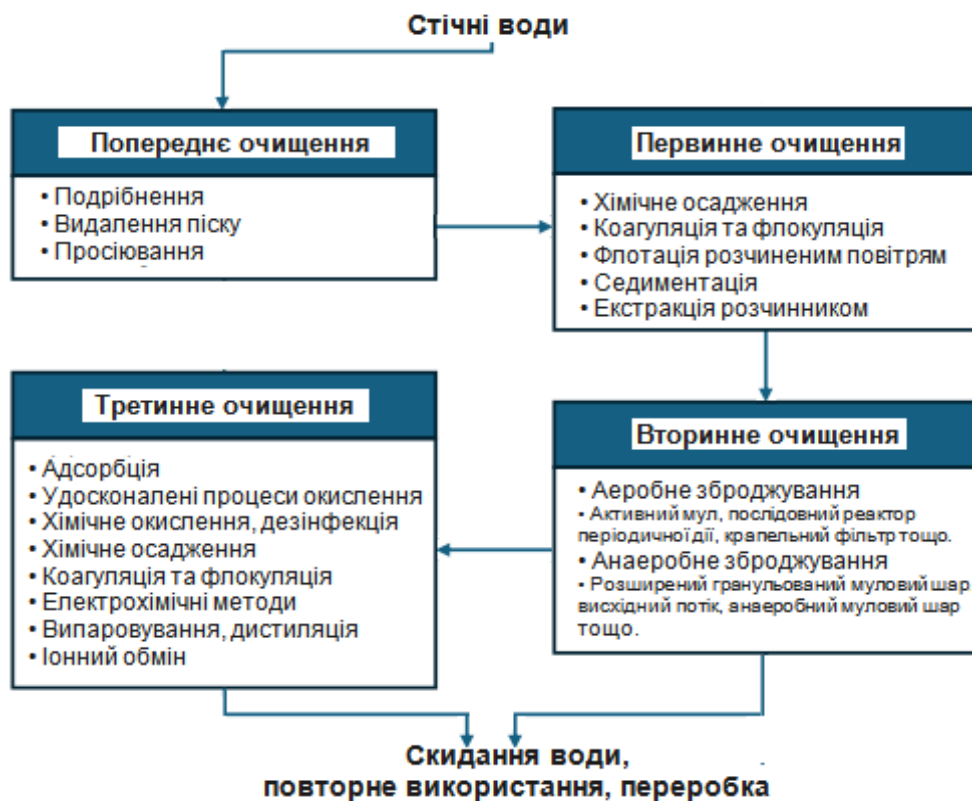 Стічні води
Попереднє очищення
• Подрібнення
• Видалення піску
• Просіювання
Первинне очищення
• Хімічне осадження
• Коагуляція та флокуляція
• Флотація розчиненим повітрям
• Седиментація
• Екстракція розчинником
Вторинне очищення
• Аеробне зброджування
• Активний мул, послідовний реактор
періодичної дії, крапельний фільтр тощо.
• Анаеробне зброджування
• Розширений гранульований муловий шар
висхідний потік, анаеробний муловий шар
тощо.
Третинне очищення
• Адсорбція
• Удосконалені процеси окислення
• Хімічне окислення, дезінфекція
• Хімічне осадження
• Коагуляція та флокуляція
• Електрохімічні методи
• Випаровування, дистиляція
• Іонний обмін
Скидання води,
повторне використання, переробка